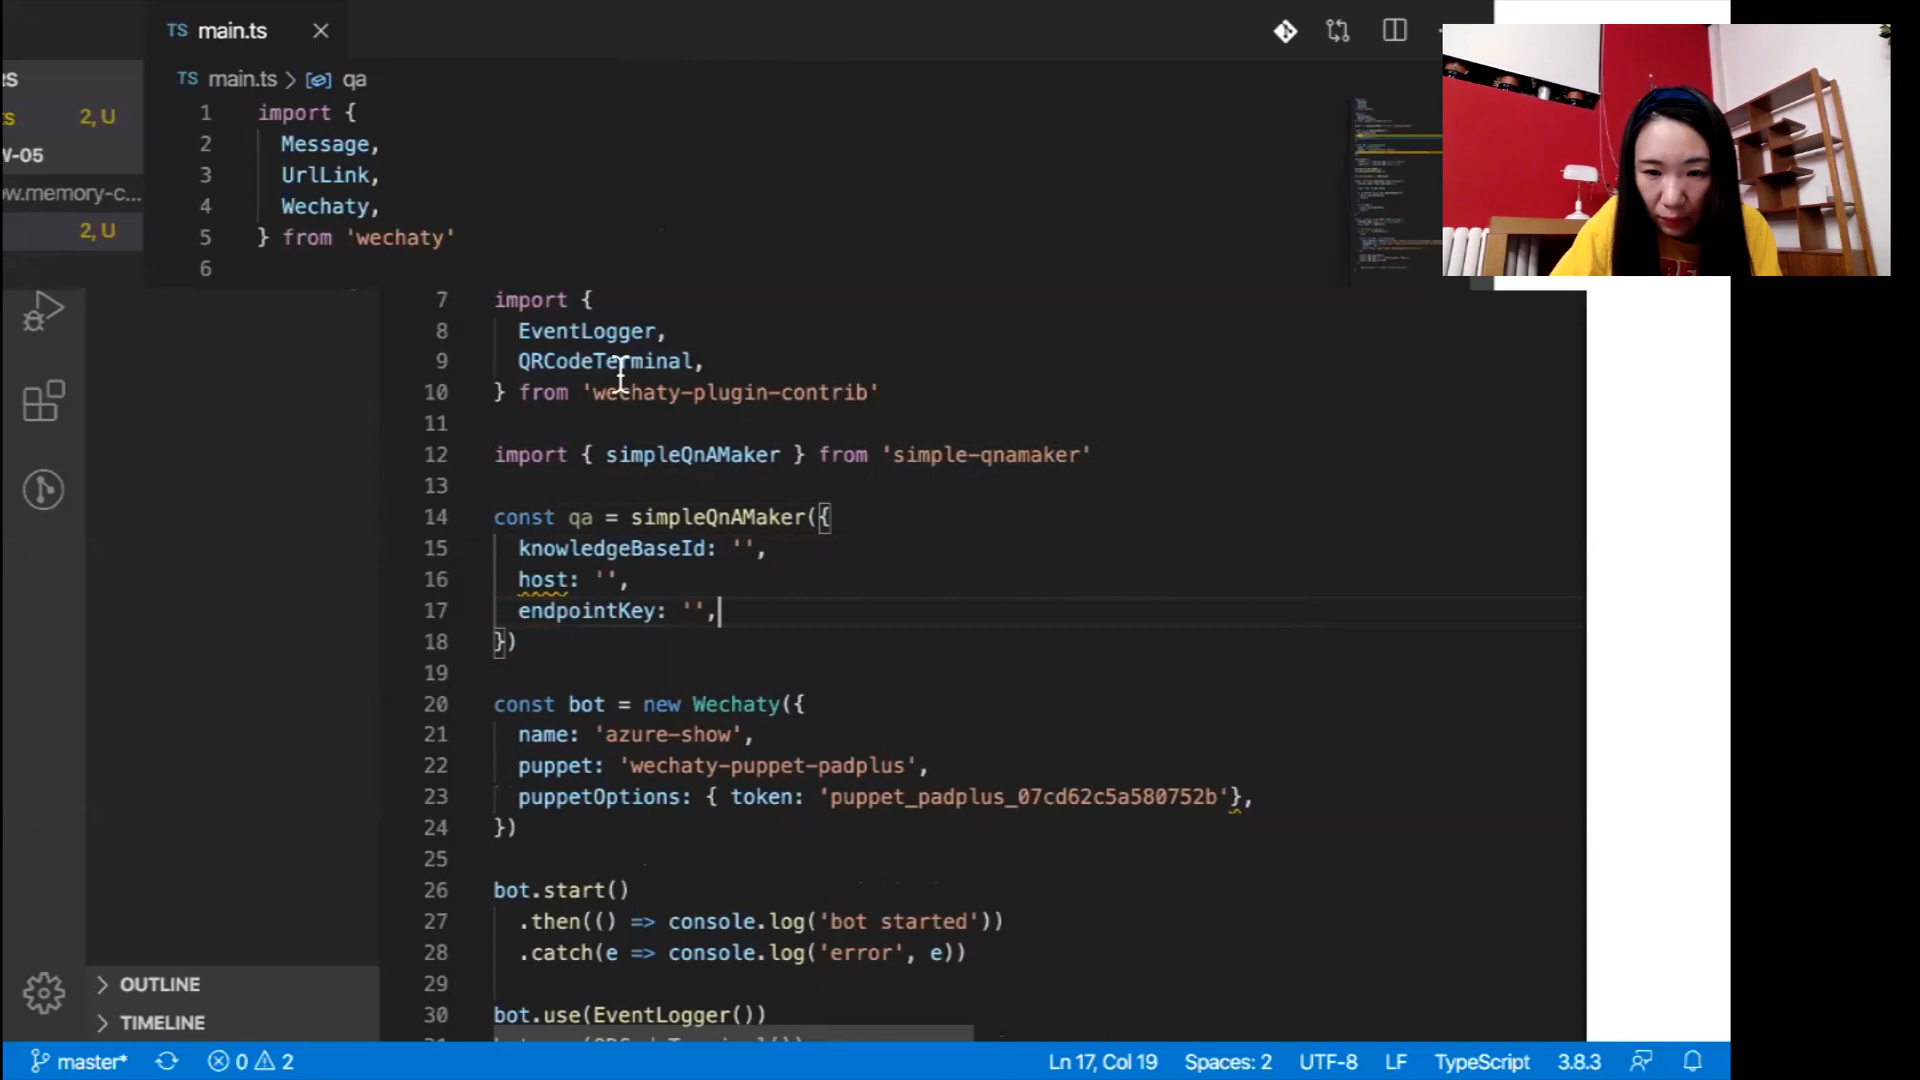 TS main.ts
TS main.ts > qa
RS
ts 2, U
W-05
ow.memory-c...
2, U
1 import {
2 Message,
3 UrlLink,
4 Wechaty,
5 } from 'wechaty'
6
7 import {
8 EventLogger,
9 QRCodeTerminal,
10 } from 'wechaty-plugin-contrib'
11
12 import { simpleQnAMaker } from 'simple-qnamaker'
13
14 const qa = simpleQnAMaker({
15 knowledgeBaseId: '',
16 host: '',
17 endpointKey: '',
18 })
19
20 const bot = new Wechaty({
21 name: 'azure-show',
22 puppet: 'wechaty-puppet-padplus',
23 puppetOptions: { token: 'puppet_padplus_07cd62c5a580752b'},
24 })
25
26 bot.start()
27 .then(() => console.log('bot started'))
28 .catch(e => console.log('error', e))
29
30 bot.use(EventLogger())
OUTLINE
TIMELINE
master* 0 2 Ln 17, Col 19 Spaces: 2 UTF-8 LF TypeScript 3.8.3